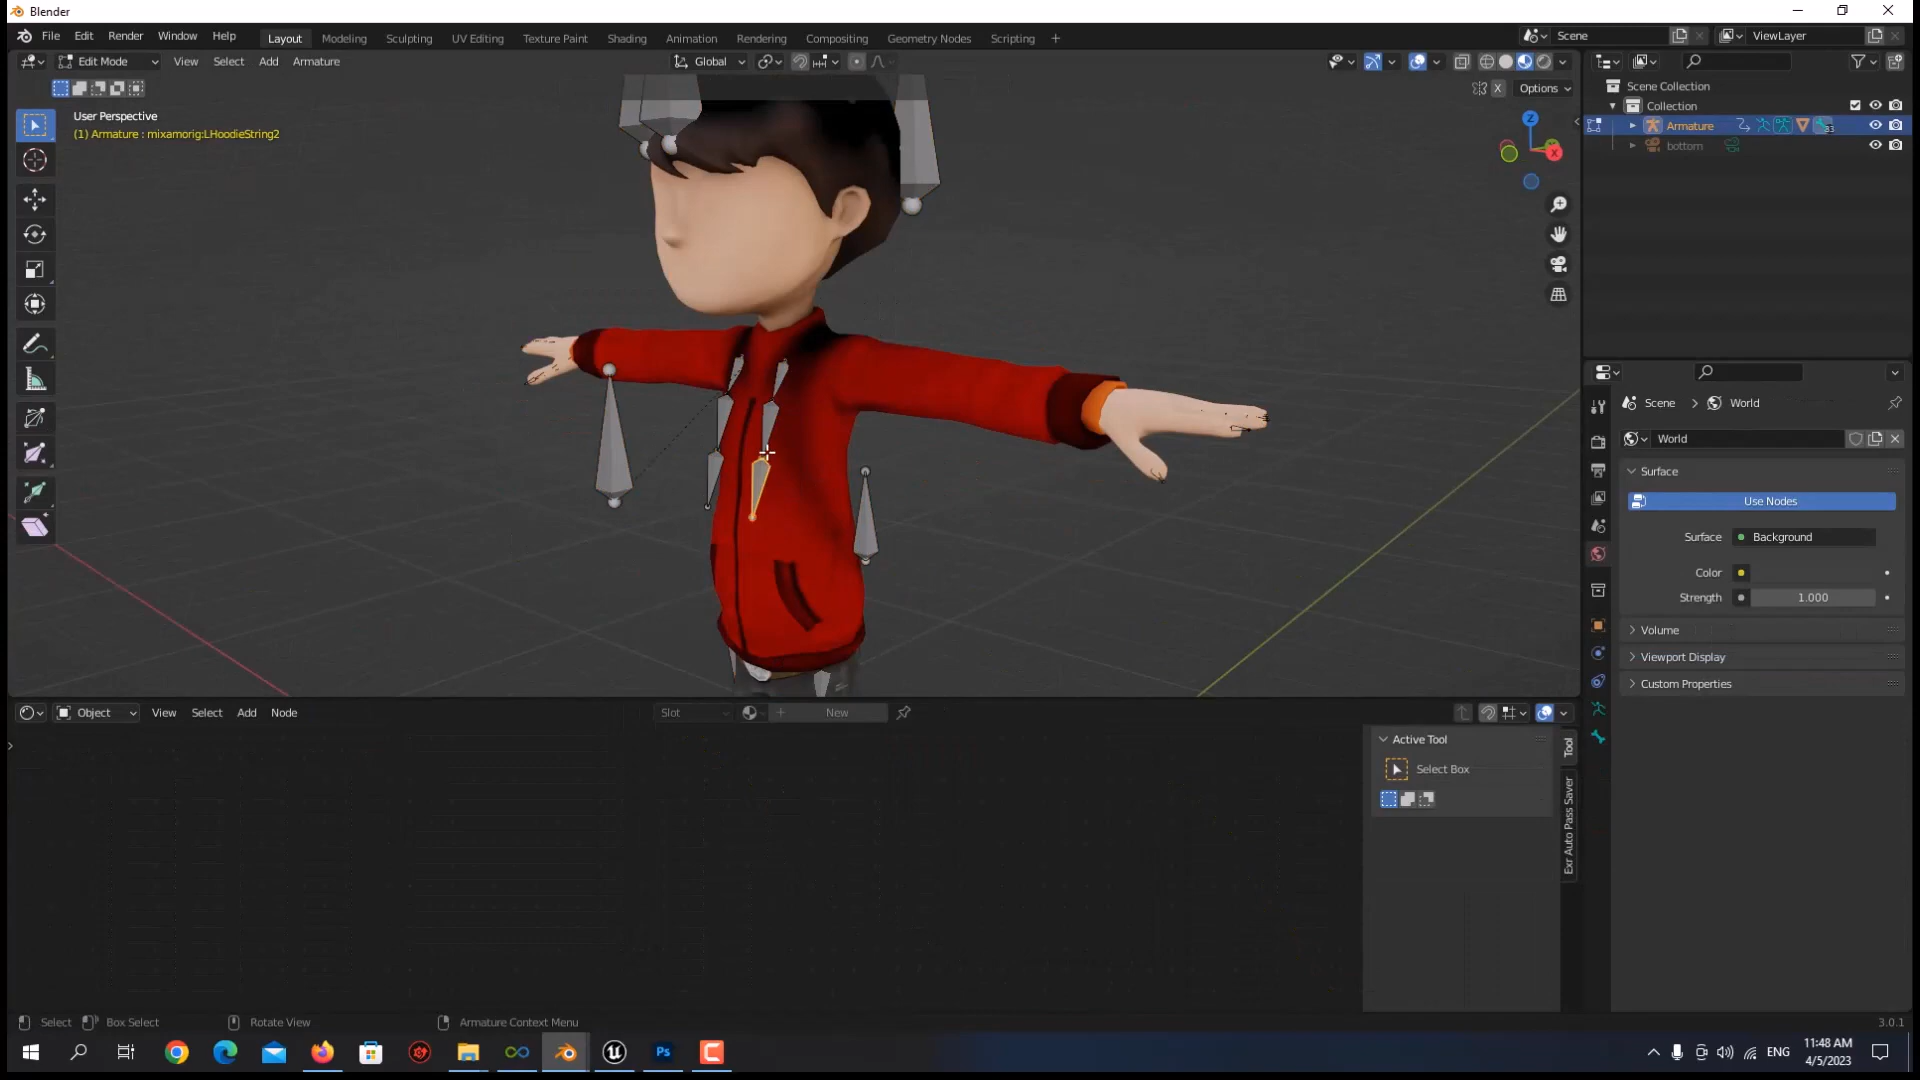 Blender
File Edit Render Window Help Layout Modeling Sculpting UV Editing Texture Paint Shading Animation Rendering Compositing Geometry Nodes Scripting + Scene ViewLayer
Edit Mode View Select Add Armature Global
X Options
User Perspective
(1) Armature : mixamorig:LHoodieString2
Z
X
Scene Collection
Collection
Armature
bottom
Scene > World
World
Surface
Use Nodes
Surface Background
Color
Strength 1.000
Volume
Viewport Display
Custom Properties
Object View Select Add Node Slot New
Active Tool
Select Box
Tool
Exr Auto Pass Saver
Select Box Select Rotate View Armature Context Menu 3.0.1
Ps ENG 11:48 AM
4/5/2023